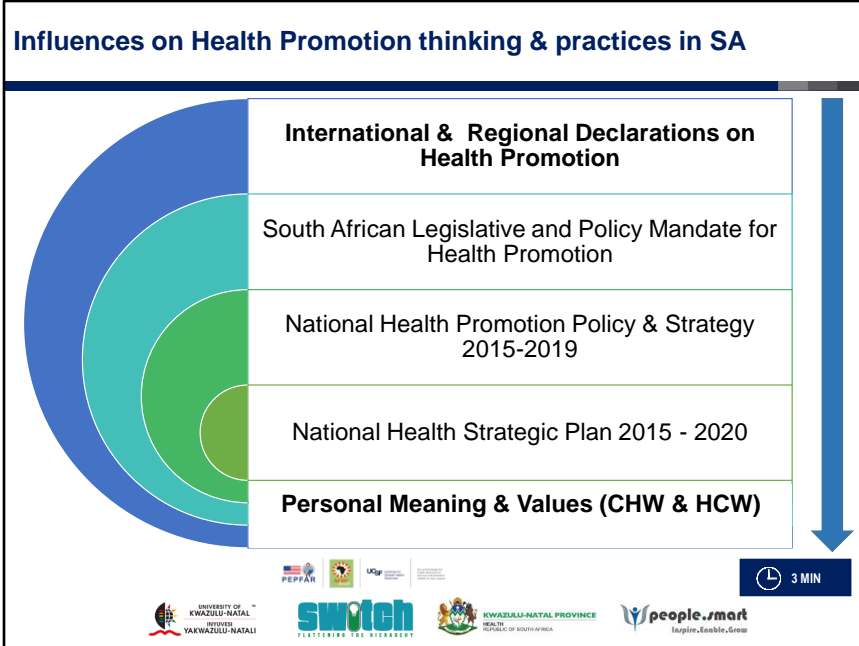 Influences on Health Promotion thinking & practices in SA
International & Regional Declarations on
Health Promotion
South African Legislative and Policy Mandate for
Health Promotion
National Health Promotion Policy & Strategy
2015-2019
National Health Strategic Plan 2015 - 2020
Personal Meaning & Values (CHW & HCW)
3 MIN
PEPFAR
UCSF
UNIVERSITY OF
KWAZULU-NATAL
INYUVESI
YAKWAZULU-NATALI
switch
FLATTENING THE HIERARCHY
KWAZULU-NATAL PROVINCE
HEALTH
REPUBLIC OF SOUTH AFRICA
people.smart
Inspire.Enable.Grow